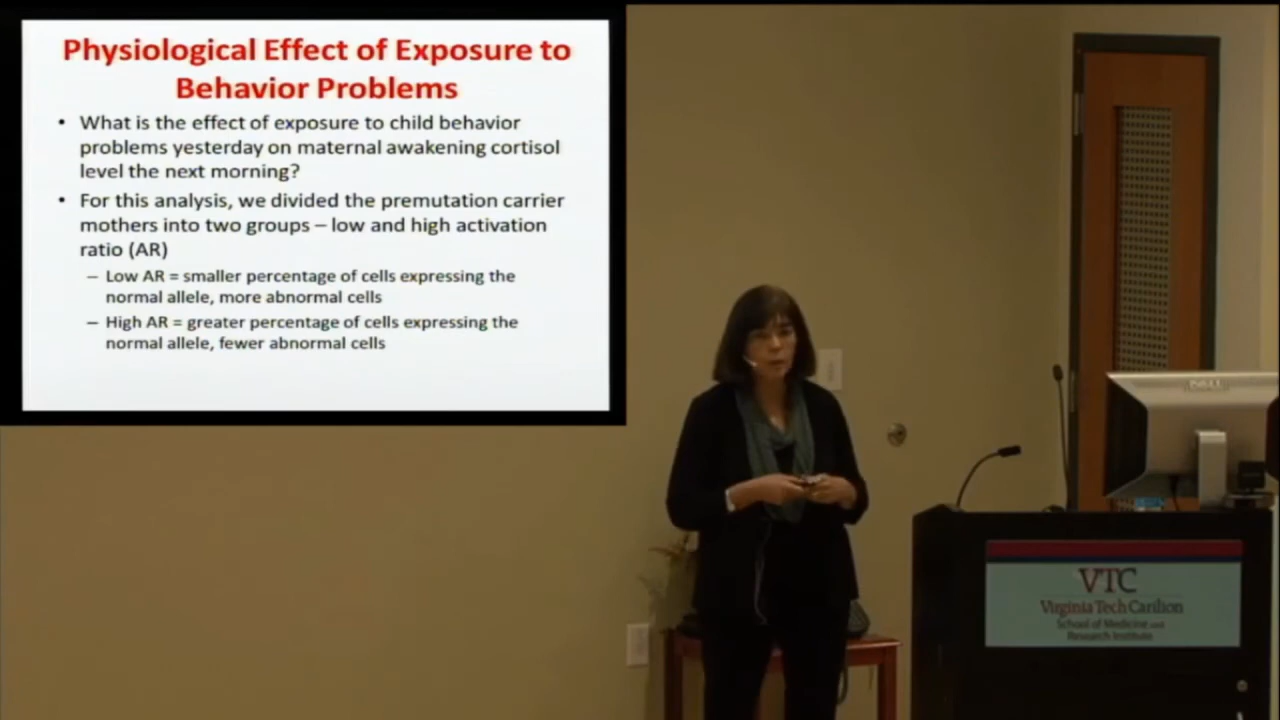 Physiological Effect of Exposure to
Behavior Problems
• What is the effect of exposure to child behavior
problems yesterday on maternal awakening cortisol
level the next morning?
• For this analysis, we divided the premutation carrier
mothers into two groups – low and high activation
ratio (AR)
– Low AR = smaller percentage of cells expressing the
normal allele, more abnormal cells
– High AR = greater percentage of cells expressing the
normal allele, fewer abnormal cells
DELL
VTC
Virginia Tech Carilion
School of Medicine and
Research Institute